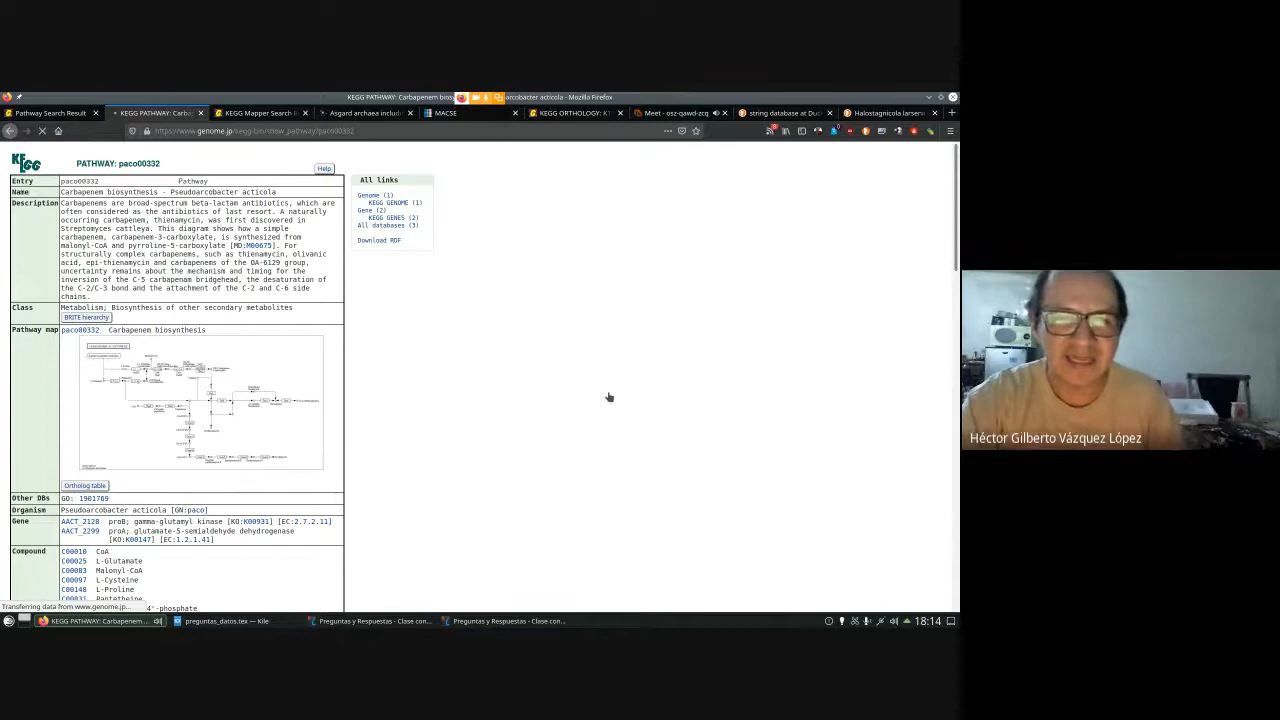 KEGG PATHWAY: Carbapenem bios
arcobacter acticola - Mozilla Firefox
Pathway Search Result
KEGG PATHWAY: Carba
KEGG Mapper Search R
Asgard archaea includi
MACSE
KEGG ORTHOLOGY: KT
Meet - osz-qawd-zcq
string database at Duc
Halostagnicola larsen
https://www.genome.jp/kegg-bin/show_pathway?paco00332
KEGG
PATHWAY: paco00332
Help
Entry paco00332 Pathway
Name Carbapenem biosynthesis - Pseudoarcobacter acticola
Description Carbapenems are broad-spectrum beta-lactam antibiotics, which are
often considered as the antibiotics of last resort. A naturally
occurring carbapenem, thienamycin, was first discovered in
Streptomyces cattleya. This diagram shows how a simple
carbapenem, carbapenem-3-carboxylate, is synthesized from
malonyl-CoA and pyrroline-5-carboxylate [MD:M00675]. For
structurally complex carbapenems, such as thienamycin, olivanic
acid, epi-thienamycin and carbapenems of the OA-6129 group,
uncertainty remains about the mechanism and timing for the
inversion of the C-5 carbapenam bridgehead, the desaturation of
the C-2/C-3 bond and the attachment of the C-2 and C-6 side
chains.
Class Metabolism; Biosynthesis of other secondary metabolites
BRITE hierarchy
Pathway map paco00332 Carbapenem biosynthesis
Ortholog table
Other DBs GO: 1901769
Organism Pseudoarcobacter acticola [GN:paco]
Gene AACT_2128 proB; gamma-glutamyl kinase [KO:K00931] [EC:2.7.2.11]
AACT_2299 proA; glutamate-5-semialdehyde dehydrogenase
[KO:K00147] [EC:1.2.1.41]
Compound C00010 CoA
C00025 L-Glutamate
C00083 Malonyl-CoA
C00097 L-Cysteine
C00148 L-Proline
C00831 Pantetheine
4'-phosphate
All links
Genome (1)
KEGG GENOME (1)
Gene (2)
KEGG GENES (2)
All databases (3)
Download RDF
Transferring data from www.genome.jp...
KEGG PATHWAY: Carbapenem ...
preguntas_datos.tex — Kile
Preguntas y Respuestas - Clase con...
Preguntas y Respuestas - Clase con...
18:14
Héctor Gilberto Vázquez López